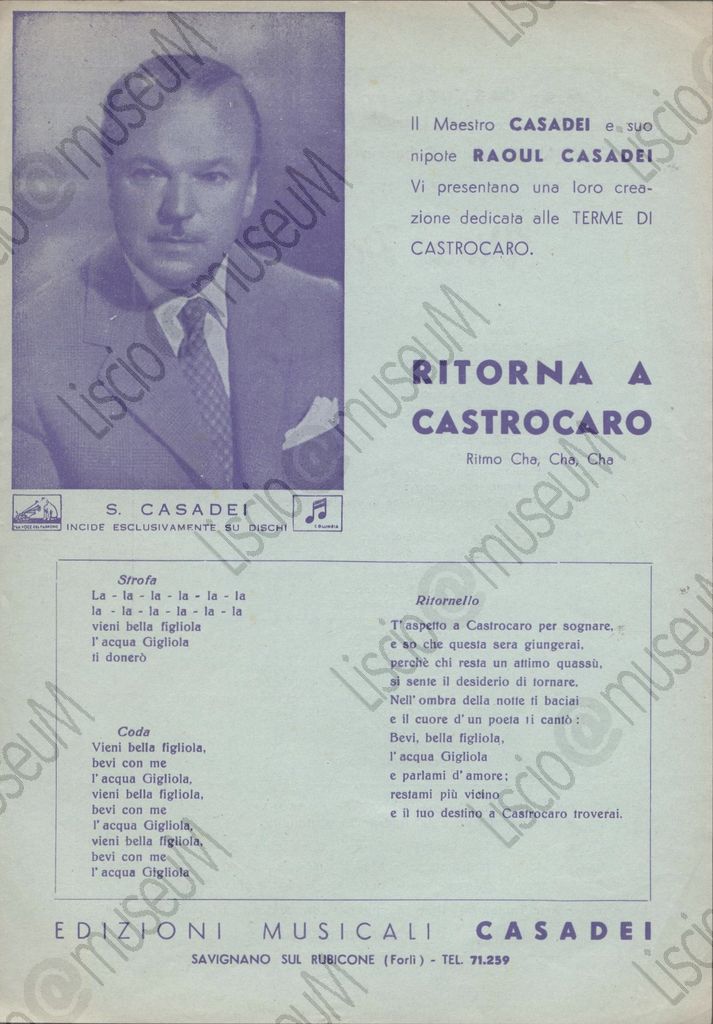 Il Maestro CASADEI e suo
nipote RAOUL CASADEI
Vi presentano una loro crea-
zione dedicata alle TERME DI
CASTROCARO.
RITORNA A
CASTROCARO
Ritmo Cha, Cha, Cha
S. CASADEI
INCIDE ESCLUSIVAMENTE SU DISCHI
LA VOCE DEL PADRONE
COLUMBIA
Strofa
La - la - la - la - la - la
la - la - la - la - la - la
vieni bella figliola
l'acqua Gigliola
ti donerò
Coda
Vieni bella figliola,
bevi con me
l'acqua Gigliola,
vieni bella figliola,
bevi con me
l'acqua Gigliola,
vieni bella figliola,
bevi con me
l'acqua Gigliola
Ritornello
T'aspetto a Castrocaro per sognare,
e so che questa sera giungerai,
perchè chi resta un attimo quassù,
si sente il desiderio di tornare.
Nell'ombra della notte ti baciai
e il cuore d'un poeta ti cantò:
Bevi, bella figliola,
l'acqua Gigliola
e parlami d'amore;
restami più vicino
e il tuo destino a Castrocaro troverai.
EDIZIONI MUSICALI CASADEI
SAVIGNANO SUL RUBICONE (Forlì) - TEL. 71.259
Liscio@museuM